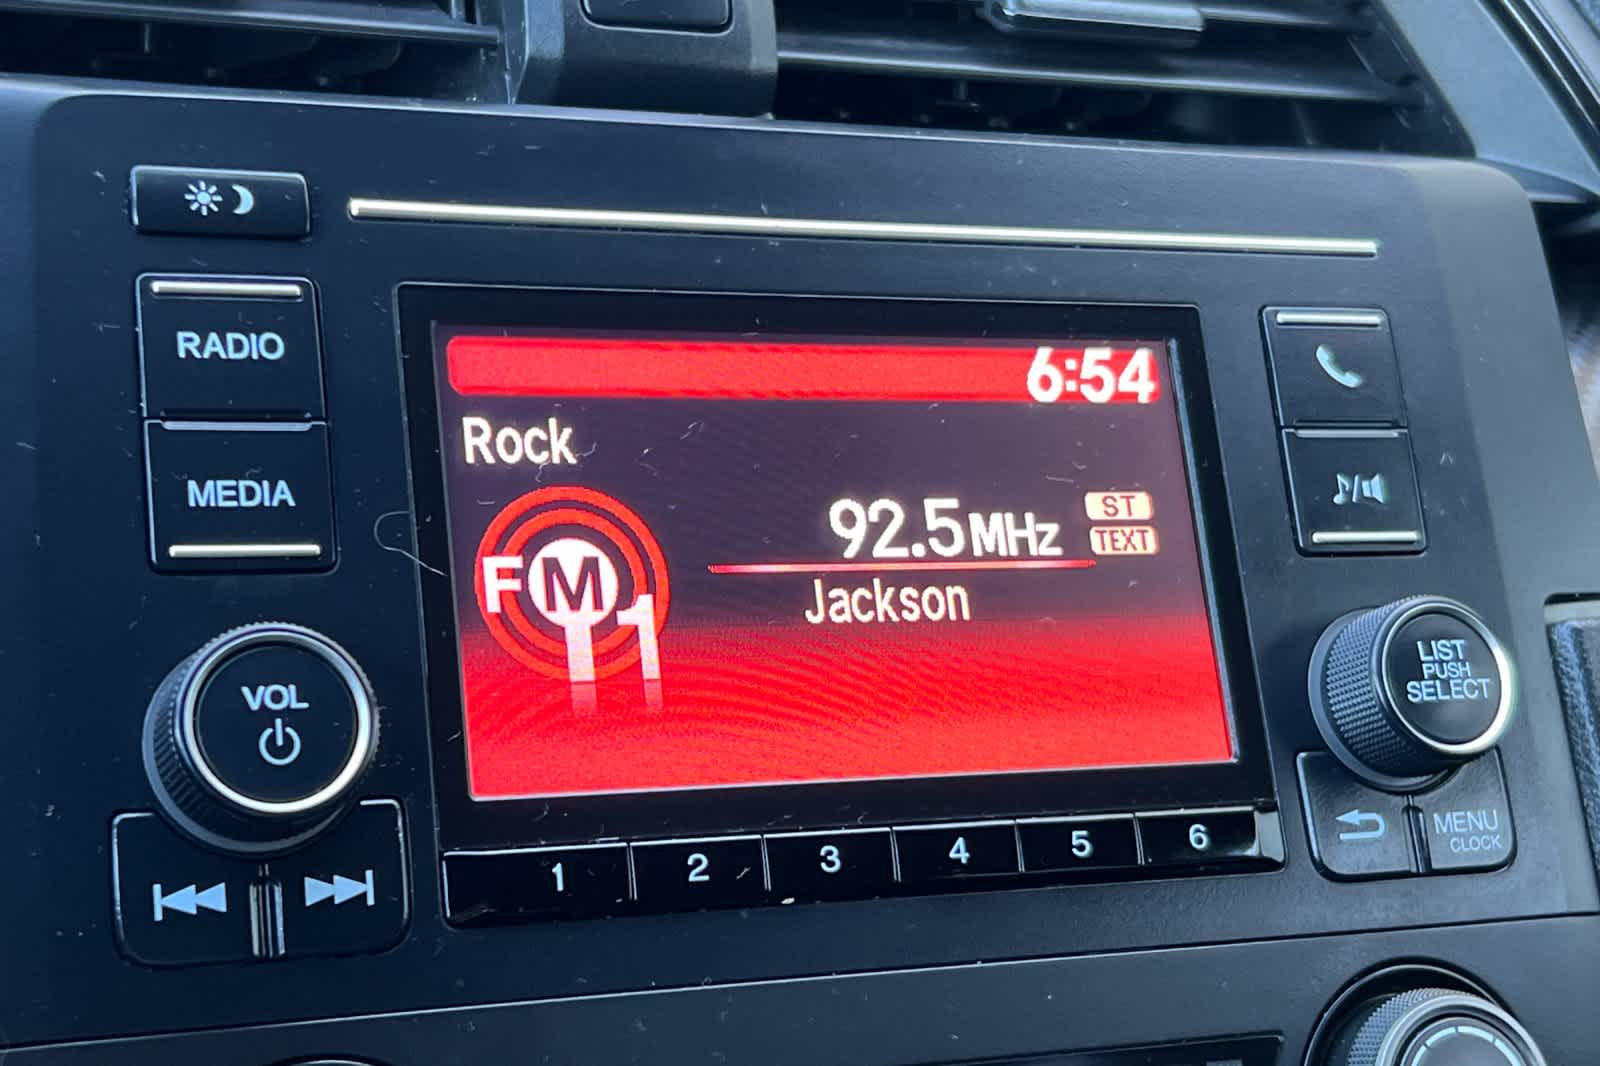 6:54
RADIO
Rock
MEDIA
92.5MHz
ST
TEXT
FM
1
Jackson
VOL
LIST
PUSH
SELECT
MENU
CLOCK
1 2 3 4 5 6